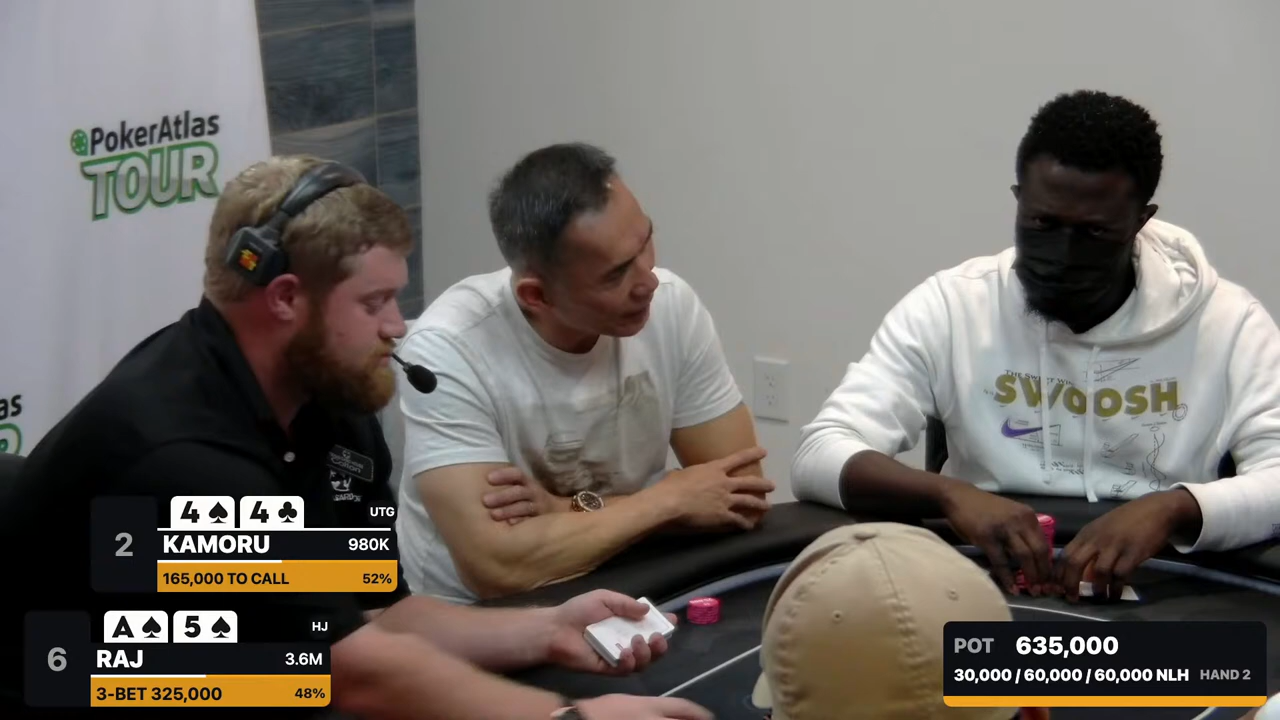 PokerAtlas
TOUR
as
THE SW
SWOOSH
4♠ 4♣ UTG
2 KAMORU 980K
165,000 TO CALL 52%
A♠ 5♠ HJ
6 RAJ 3.6M
3-BET 325,000 48%
POT 635,000
30,000 / 60,000 / 60,000 NLH HAND 2